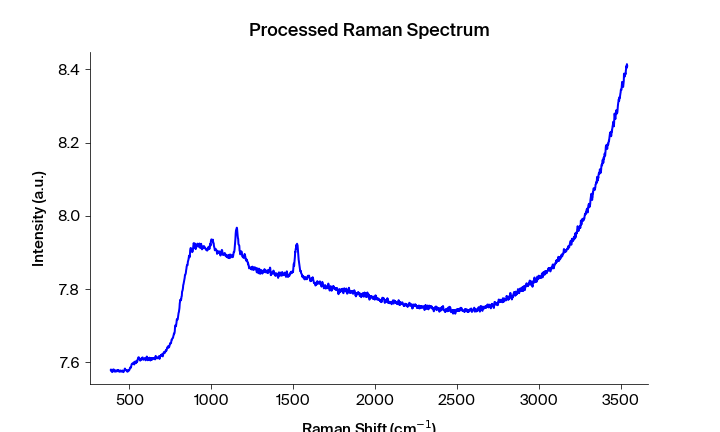 Processed Raman Spectrum
Intensity (a.u.)
8.4
8.2
8.0
7.8
7.6
500 1000 1500 2000 2500 3000 3500
Raman Shift (cm⁻¹)